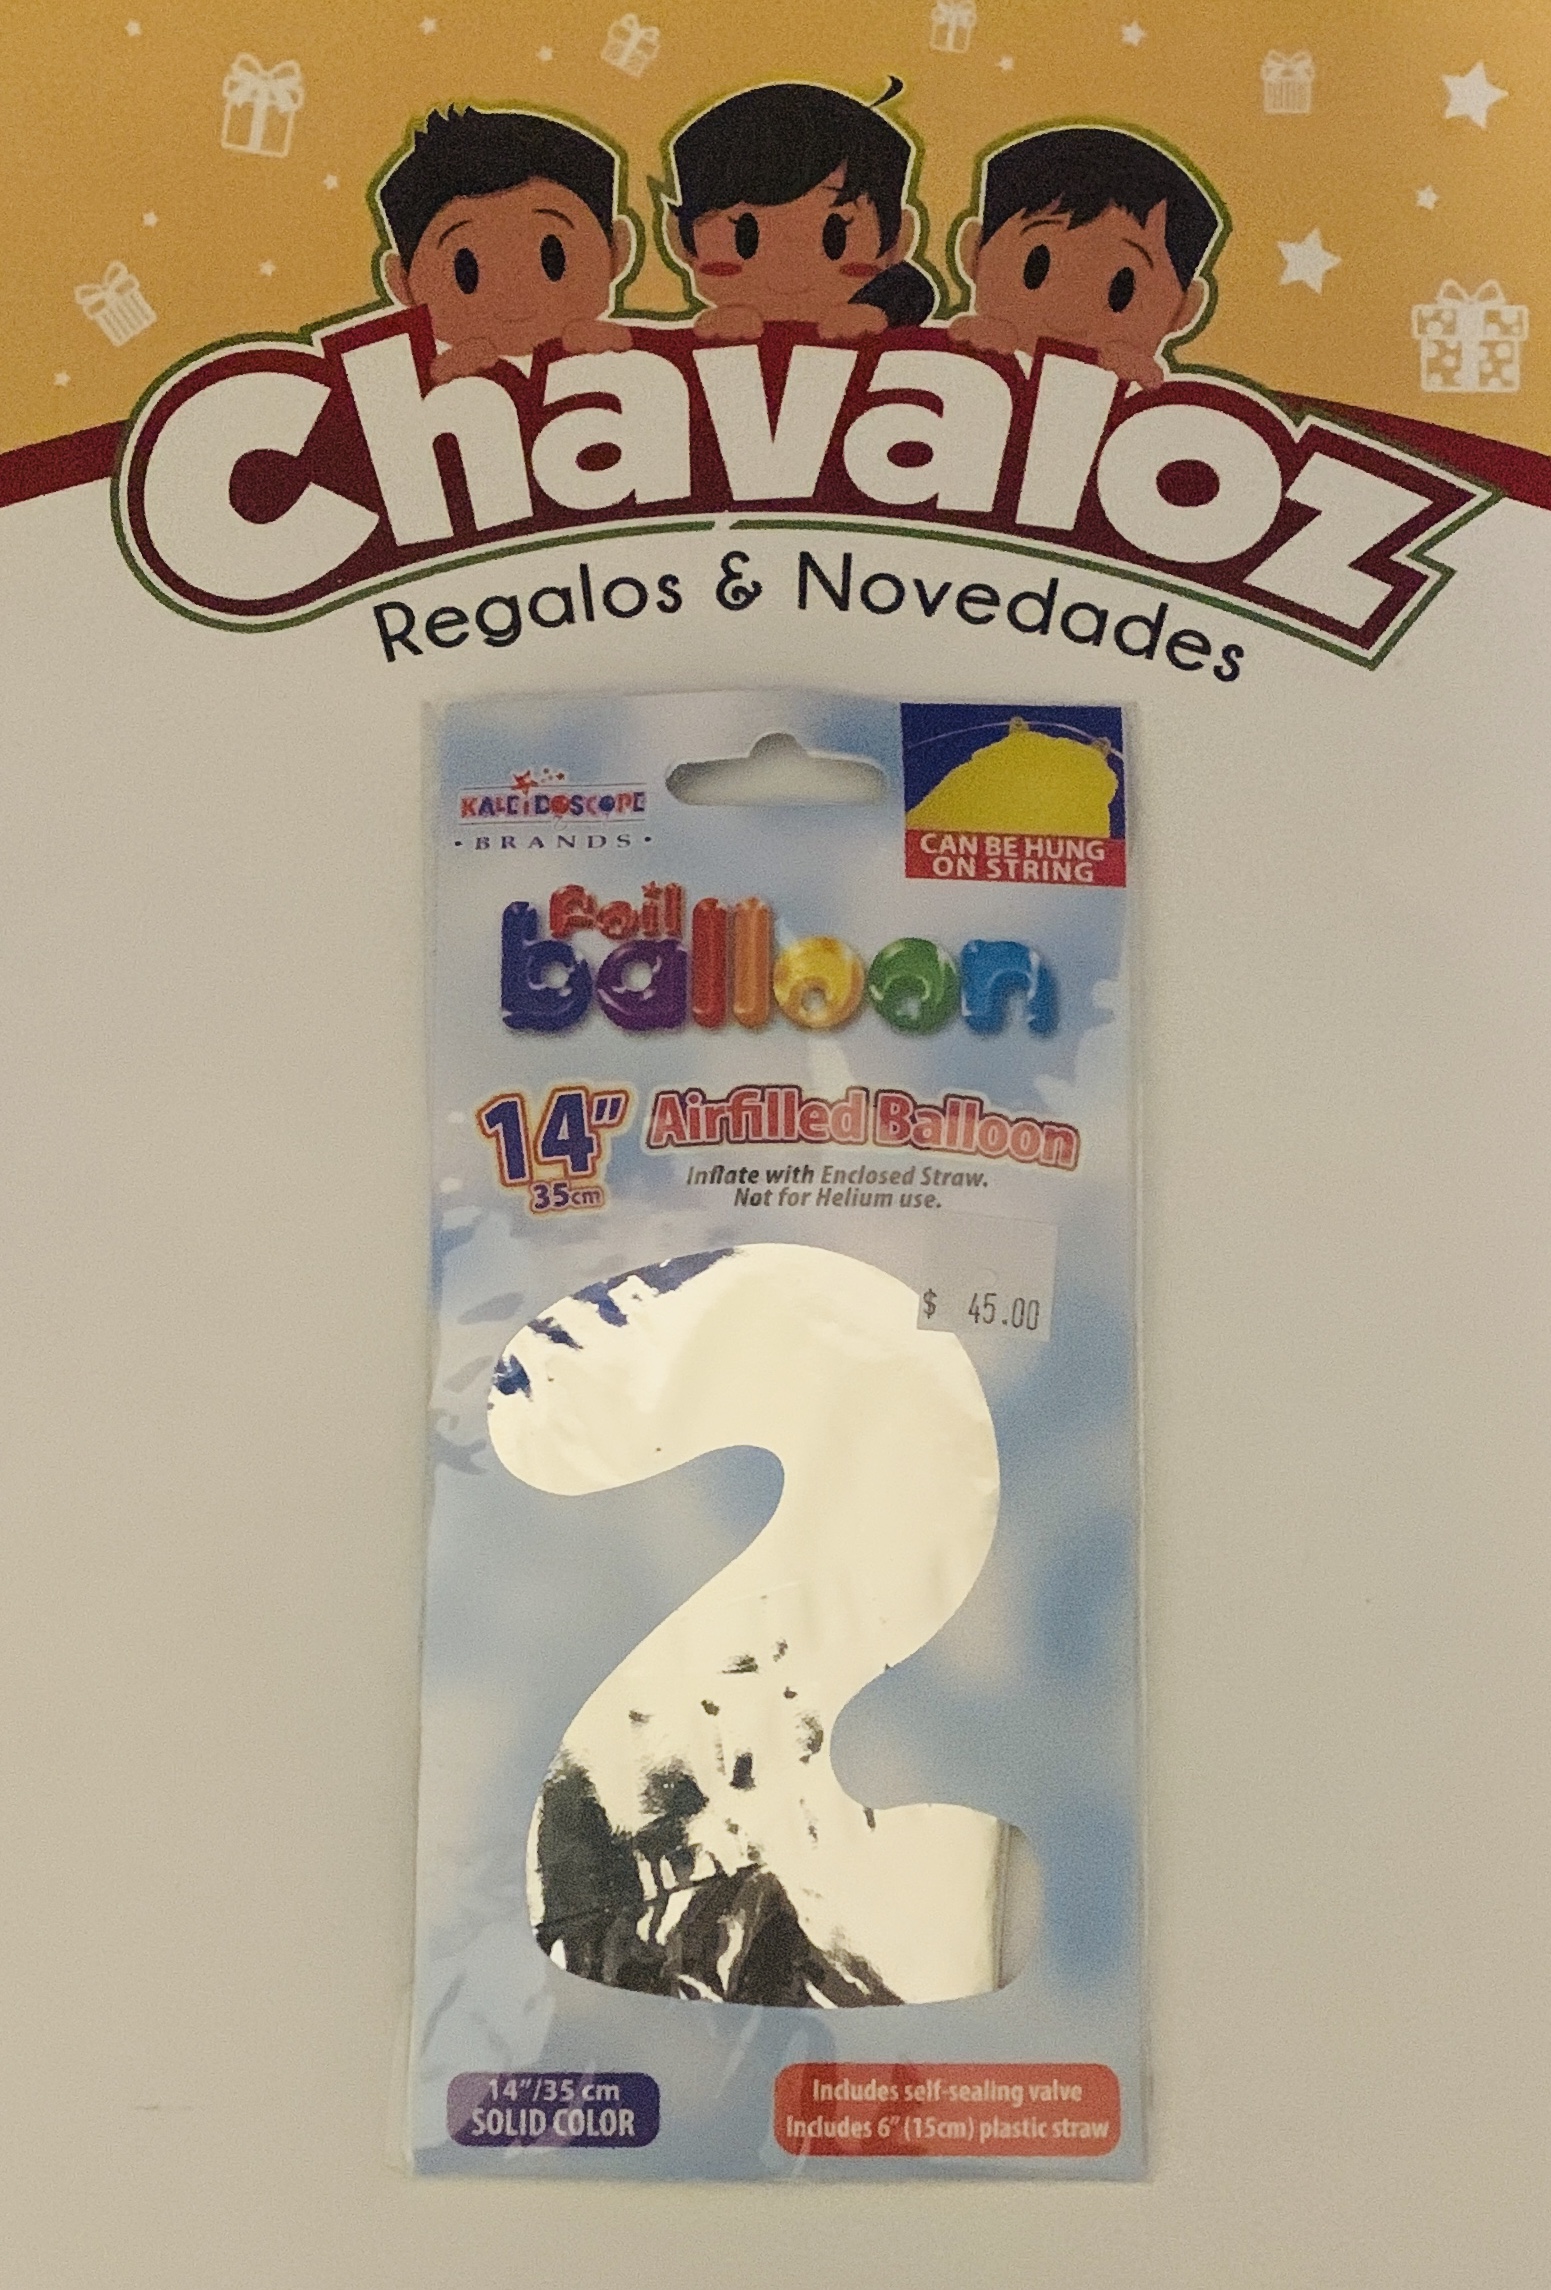 Chavaloz
Regalos & Novedades
KALEIDOSCOPE
• BRANDS •
CAN BE HUNG
ON STRING
Foil
balloon
14" Airfilled Balloon
35cm
Inflate with Enclosed Straw.
Not for Helium use.
$ 45.00
14"/35 cm
SOLID COLOR
Includes self-sealing valve
Includes 6" (15cm) plastic straw